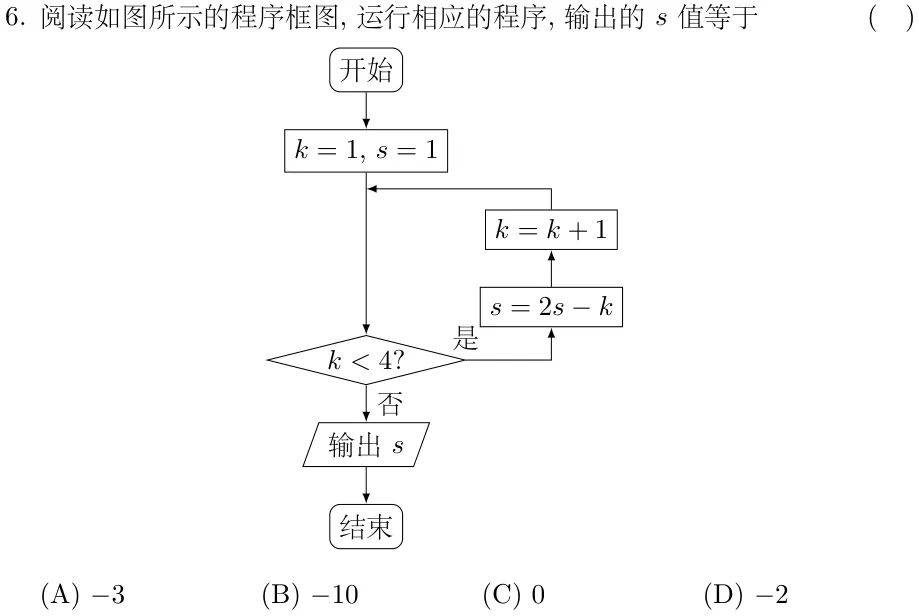 6. 阅读如图所示的程序框图, 运行相应的程序, 输出的 s 值等于 ( )
开始
k = 1, s = 1
k = k + 1
s = 2s − k
是
k < 4?
否
输出 s
结束
(A) −3 (B) −10 (C) 0 (D) −2